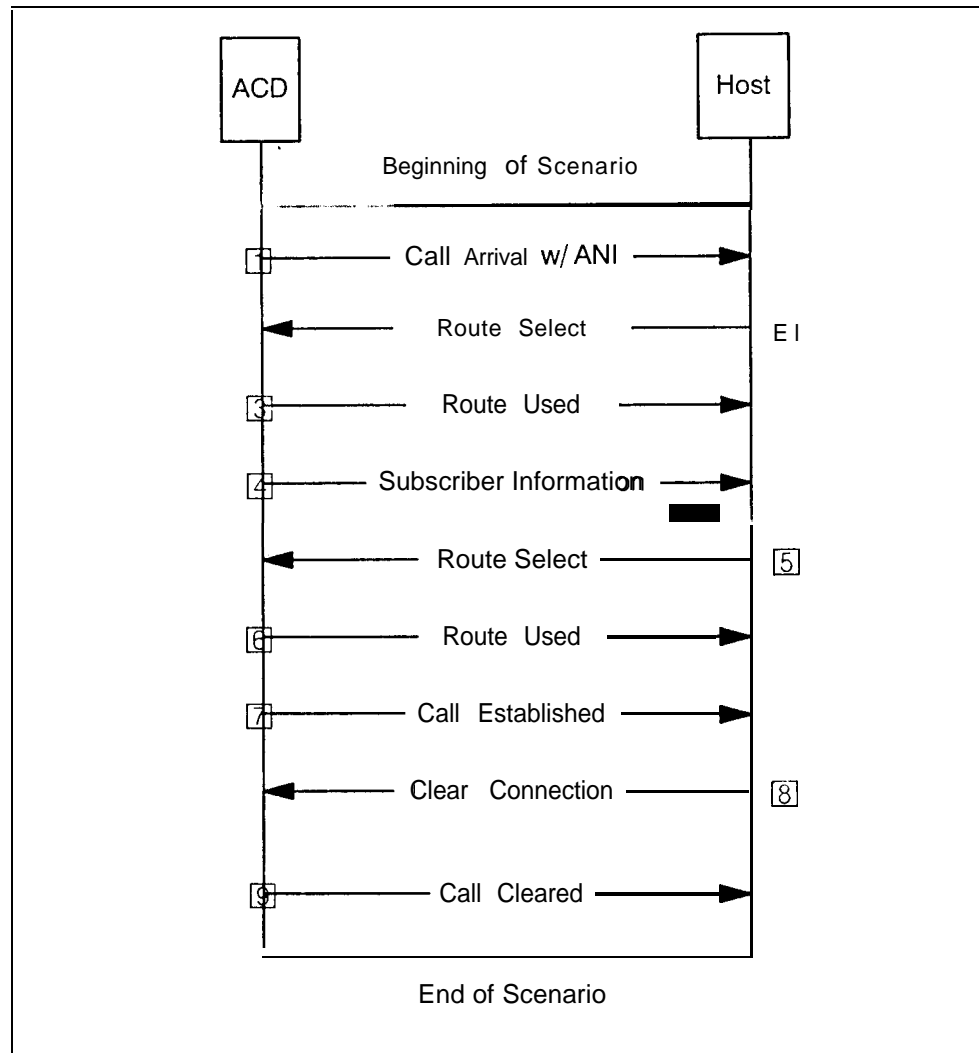 ACD
Host
Beginning of Scenario
1 Call Arrival w/ ANI
Route Select E I
3 Route Used
4 Subscriber Information
Route Select 5
6 Route Used
7 Call Established
Clear Connection 8
9 Call Cleared
End of Scenario